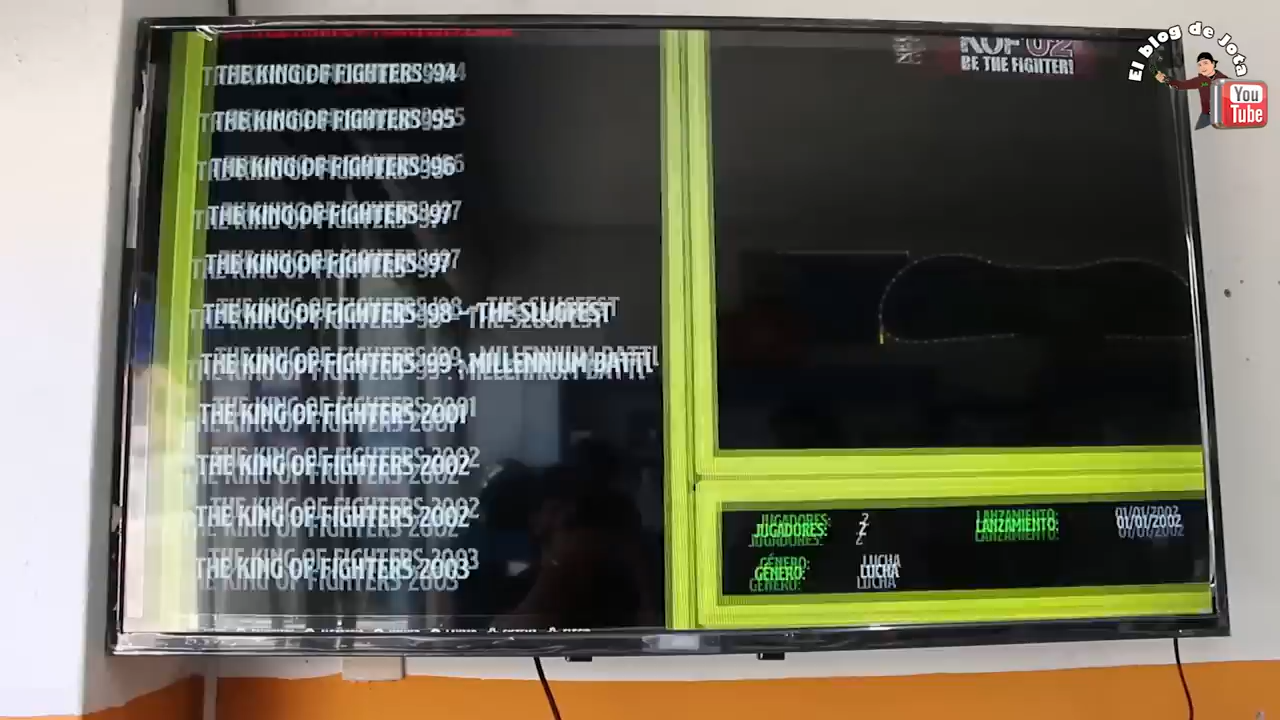 THE KING OF FIGHTERS '94
THE KING OF FIGHTERS '95
THE KING OF FIGHTERS '96
THE KING OF FIGHTERS '97
THE KING OF FIGHTERS '97
THE KING OF FIGHTERS '98 - THE SLUGFEST
THE KING OF FIGHTERS '99 : MILLENNIUM BATTL
THE KING OF FIGHTERS 2001
THE KING OF FIGHTERS 2002
THE KING OF FIGHTERS 2002
THE KING OF FIGHTERS 2003
KOF'02
BE THE FIGHTER!
JUGADORES: 2
LANZAMIENTO: 01/01/2002
GÉNERO: LUCHA
El blog de Jota
You
Tube